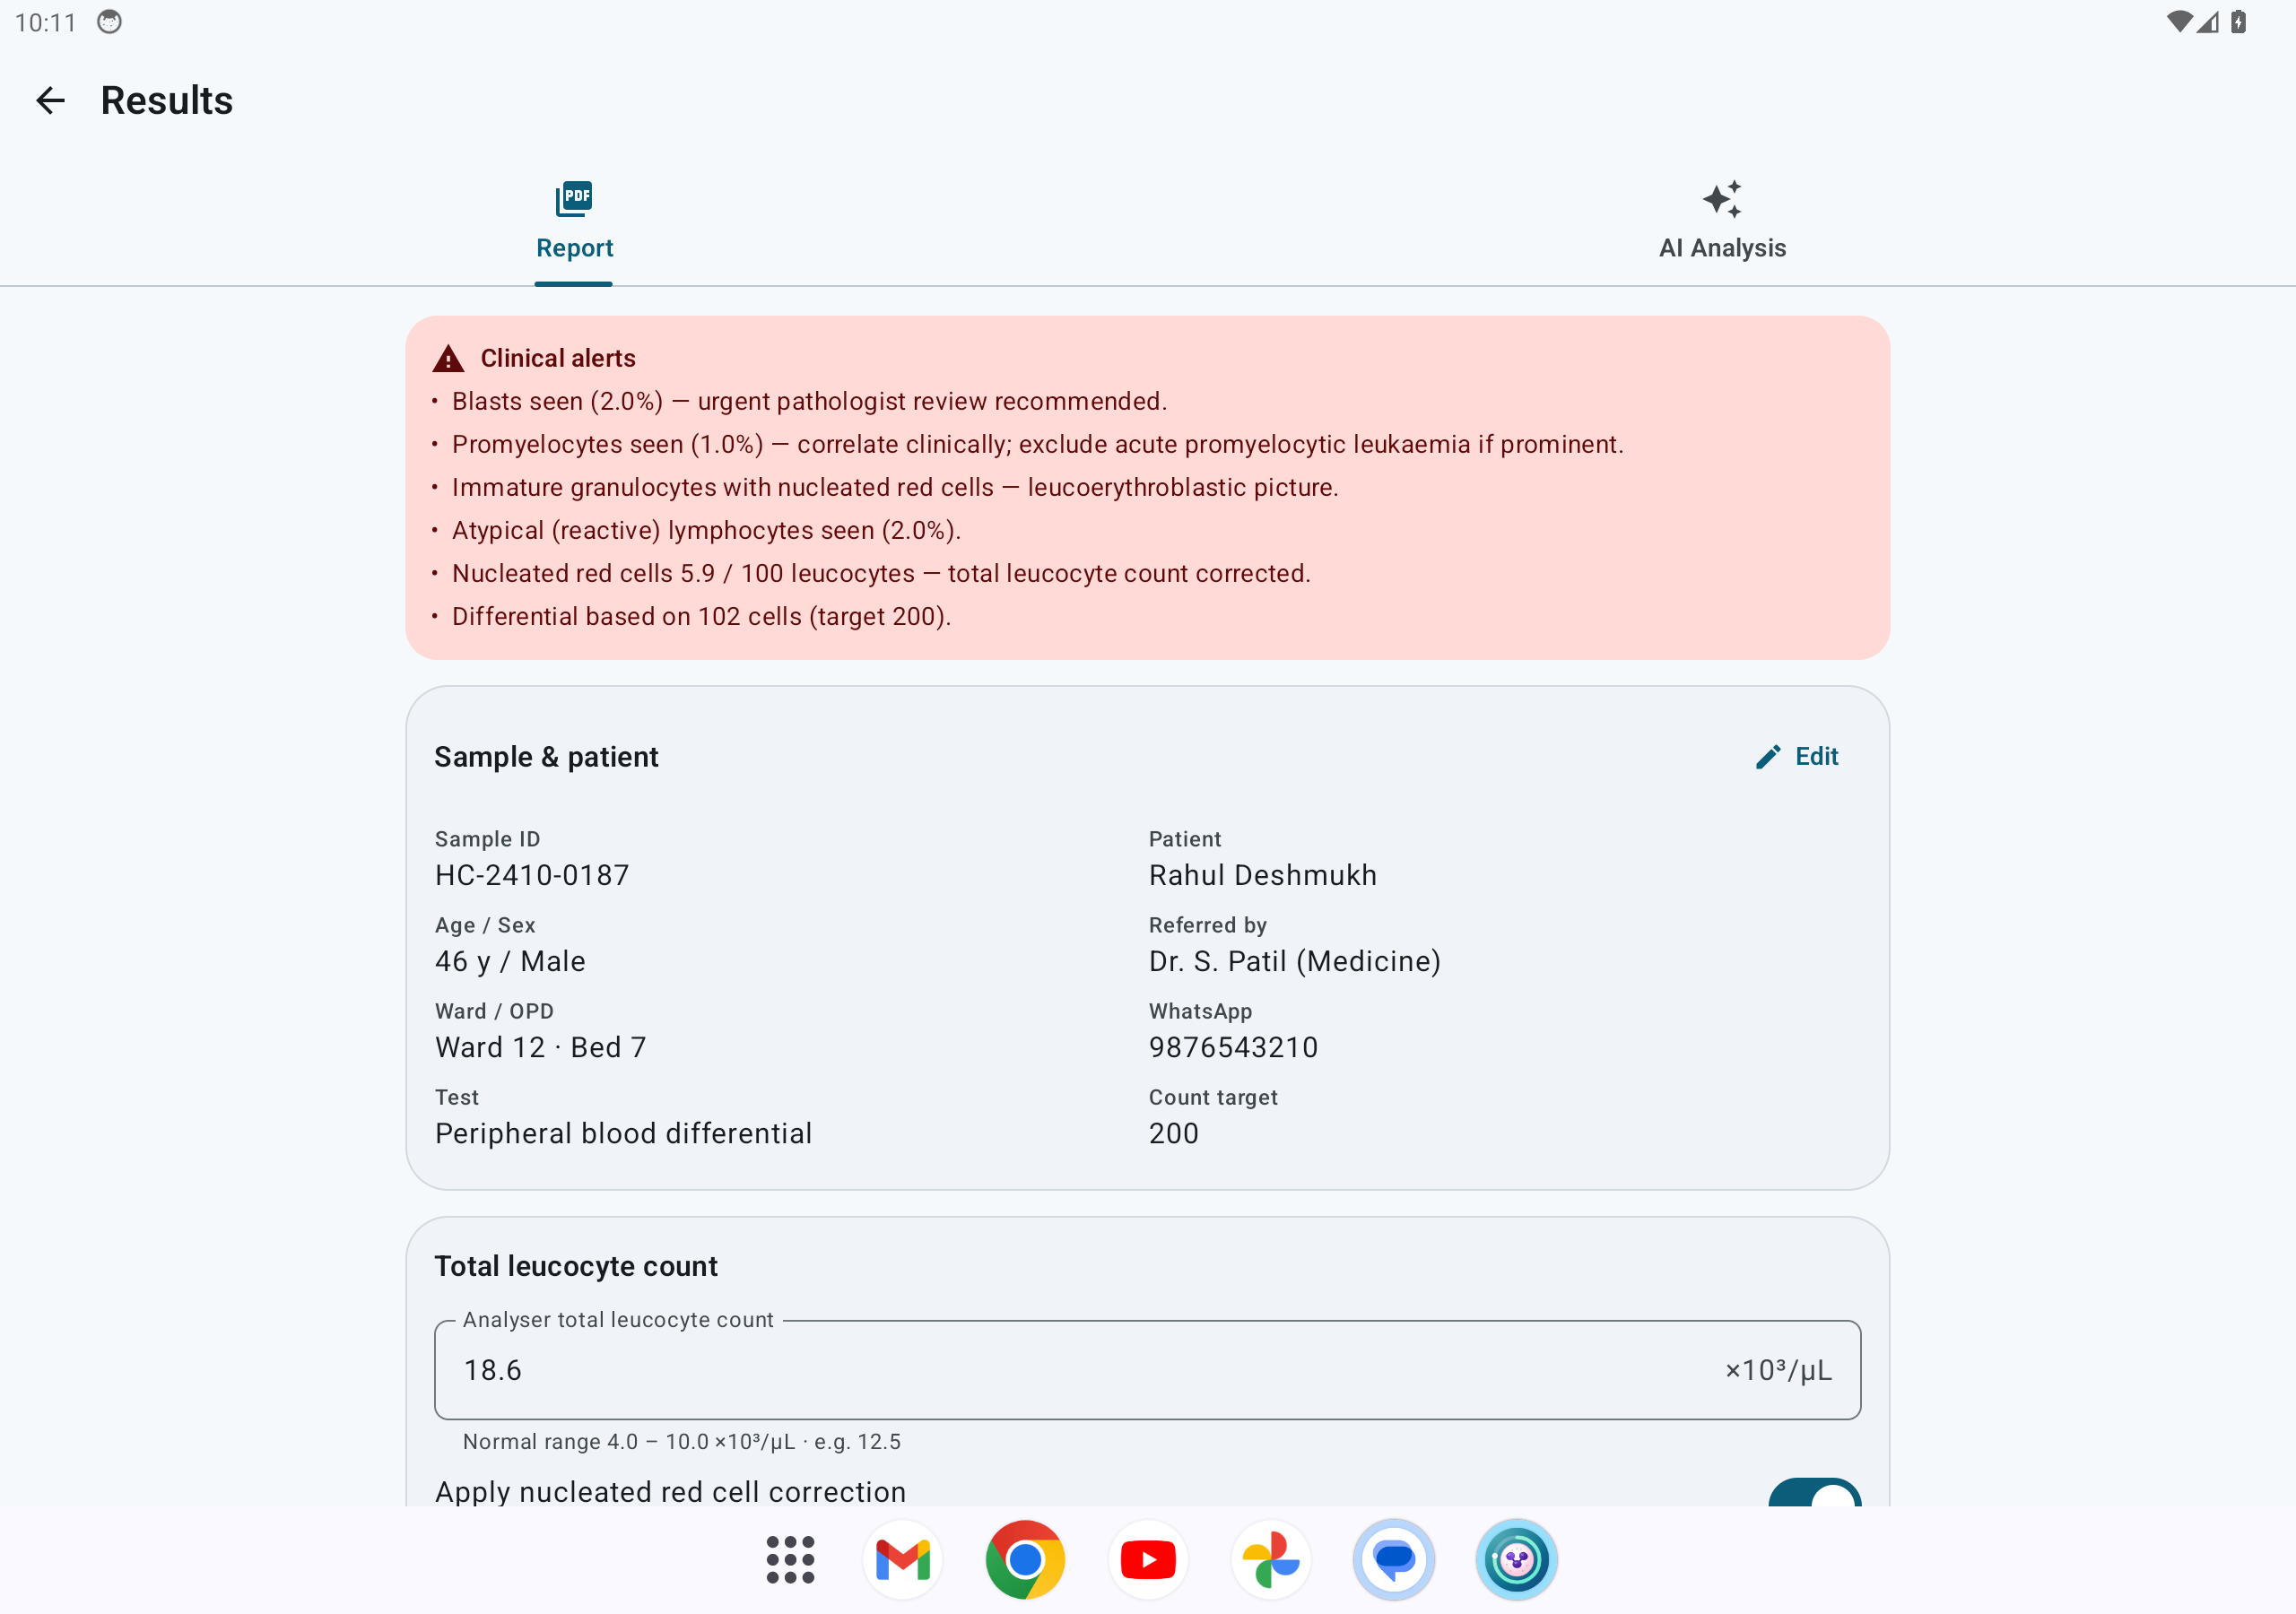 10:11
Results
PDF
Report
AI Analysis
Clinical alerts
• Blasts seen (2.0%) — urgent pathologist review recommended.
• Promyelocytes seen (1.0%) — correlate clinically; exclude acute promyelocytic leukaemia if prominent.
• Immature granulocytes with nucleated red cells — leucoerythroblastic picture.
• Atypical (reactive) lymphocytes seen (2.0%).
• Nucleated red cells 5.9 / 100 leucocytes — total leucocyte count corrected.
• Differential based on 102 cells (target 200).
Sample & patient
Edit
Sample ID
HC-2410-0187
Patient
Rahul Deshmukh
Age / Sex
46 y / Male
Referred by
Dr. S. Patil (Medicine)
Ward / OPD
Ward 12 · Bed 7
WhatsApp
9876543210
Test
Peripheral blood differential
Count target
200
Total leucocyte count
Analyser total leucocyte count
18.6
×10³/µL
Normal range 4.0 – 10.0 ×10³/µL · e.g. 12.5
Apply nucleated red cell correction